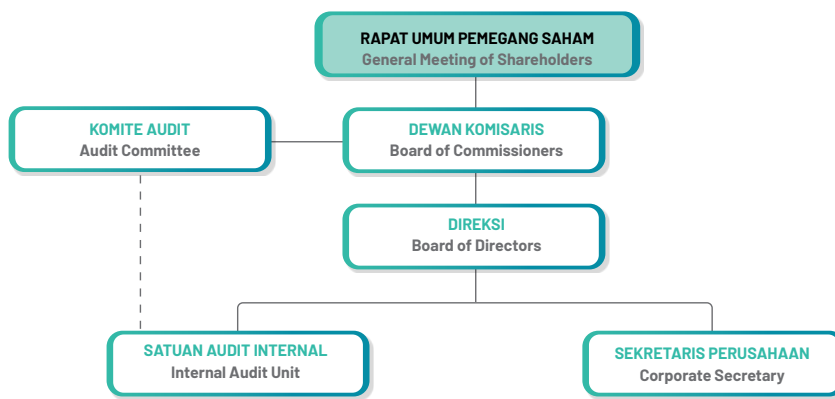 RAPAT UMUM PEMEGANG SAHAM
General Meeting of Shareholders
KOMITE AUDIT
Audit Committee
DEWAN KOMISARIS
Board of Commissioners
DIREKSI
Board of Directors
SATUAN AUDIT INTERNAL
Internal Audit Unit
SEKRETARIS PERUSAHAAN
Corporate Secretary